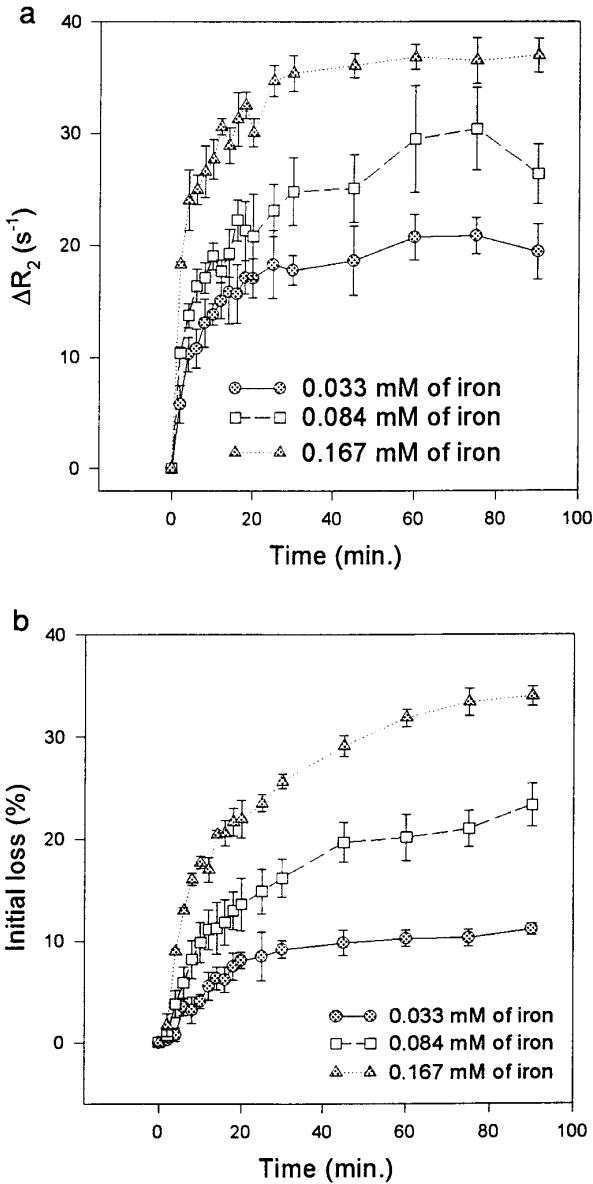 a
40
30
20
10
0
ΔR2 (s-1)
0.033 mM of iron
0.084 mM of iron
0.167 mM of iron
0 20 40 60 80 100
Time (min.)
b
40
30
20
10
0
Initial loss (%)
0.033 mM of iron
0.084 mM of iron
0.167 mM of iron
0 20 40 60 80 100
Time (min.)